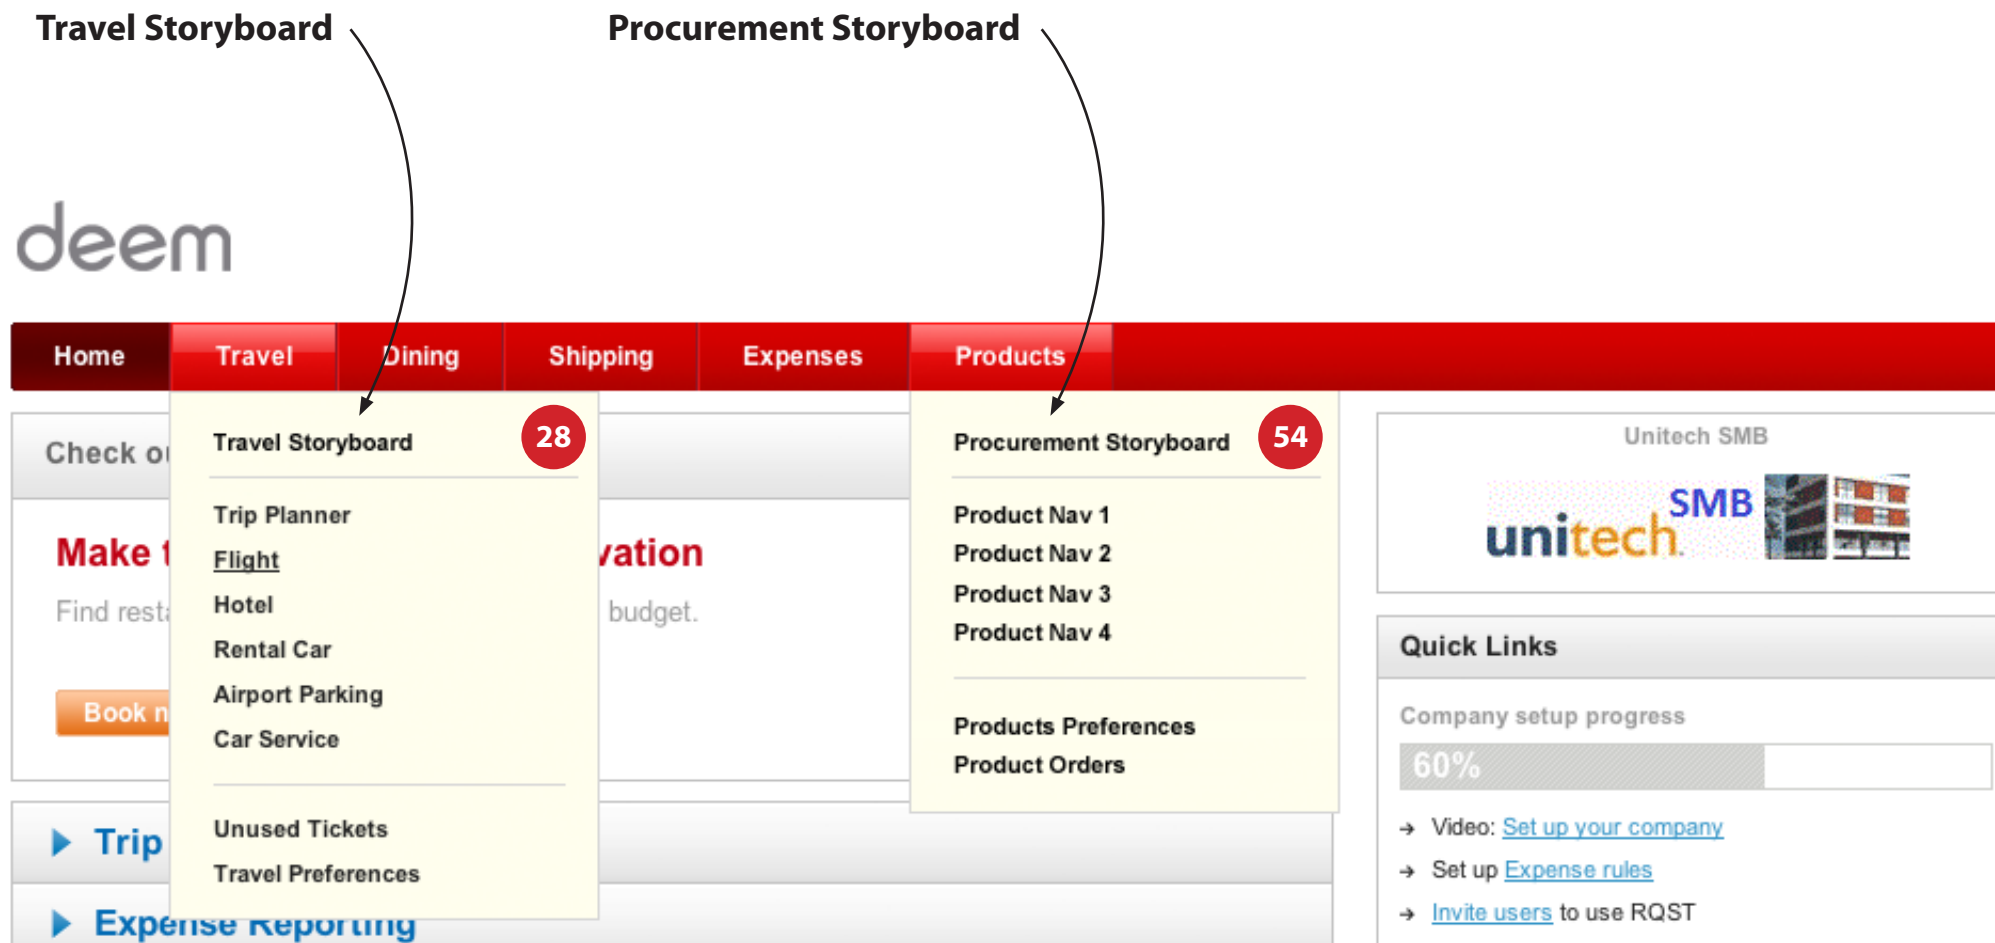 Travel Storyboard
Procurement Storyboard
deem
Home Travel Dining Shipping Expenses Products
Travel Storyboard 28
Trip Planner
Flight
Hotel
Rental Car
Airport Parking
Car Service
Unused Tickets
Travel Preferences
Procurement Storyboard 54
Product Nav 1
Product Nav 2
Product Nav 3
Product Nav 4
Products Preferences
Product Orders
Check
Make
Find
budget.
Book
Trip
Expense Reporting
Unitech SMB
unitech SMB
Quick Links
Company setup progress
60%
→ Video: Set up your company
→ Set up Expense rules
→ Invite users to use RQST